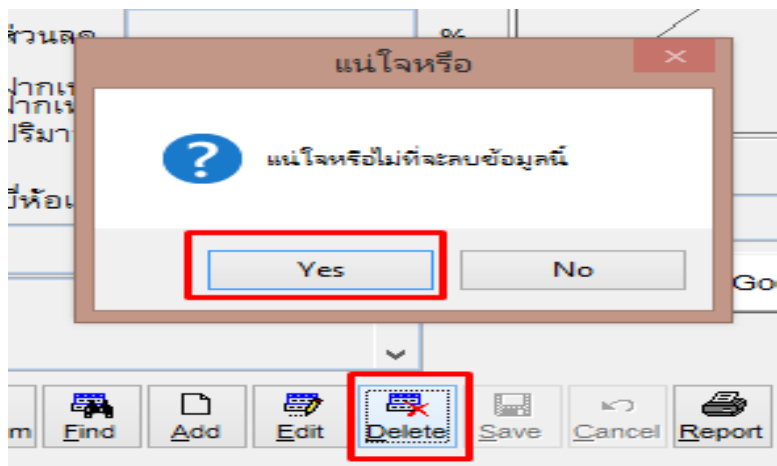 ส่วนลด
%
แน่ใจหรือ
แน่ใจหรือไม่ที่จะลบข้อมูลนี้
Yes
No
Find
Add
Edit
Delete
Save
Cancel
Report